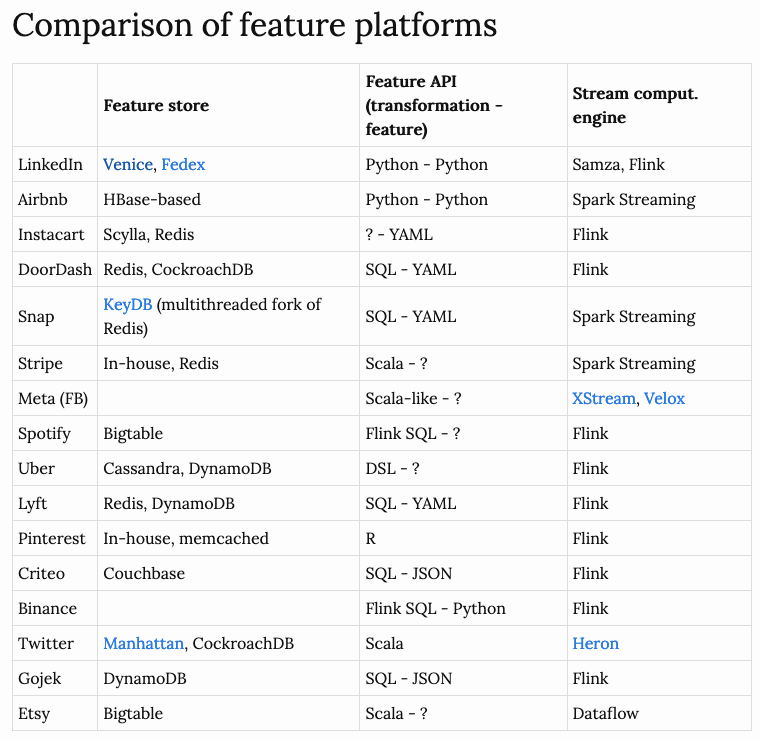 Comparison of feature platforms
Feature store
Feature API
(transformation -
feature)
Stream comput.
engine
LinkedIn Venice, Fedex Python - Python Samza, Flink
Airbnb HBase-based Python - Python Spark Streaming
Instacart Scylla, Redis ? - YAML Flink
DoorDash Redis, CockroachDB SQL - YAML Flink
Snap KeyDB (multithreaded fork of
Redis) SQL - YAML Spark Streaming
Stripe In-house, Redis Scala - ? Spark Streaming
Meta (FB) Scala-like - ? XStream, Velox
Spotify Bigtable Flink SQL - ? Flink
Uber Cassandra, DynamoDB DSL - ? Flink
Lyft Redis, DynamoDB SQL - YAML Flink
Pinterest In-house, memcached R Flink
Criteo Couchbase SQL - JSON Flink
Binance Flink SQL - Python Flink
Twitter Manhattan, CockroachDB Scala Heron
Gojek DynamoDB SQL - JSON Flink
Etsy Bigtable Scala - ? Dataflow